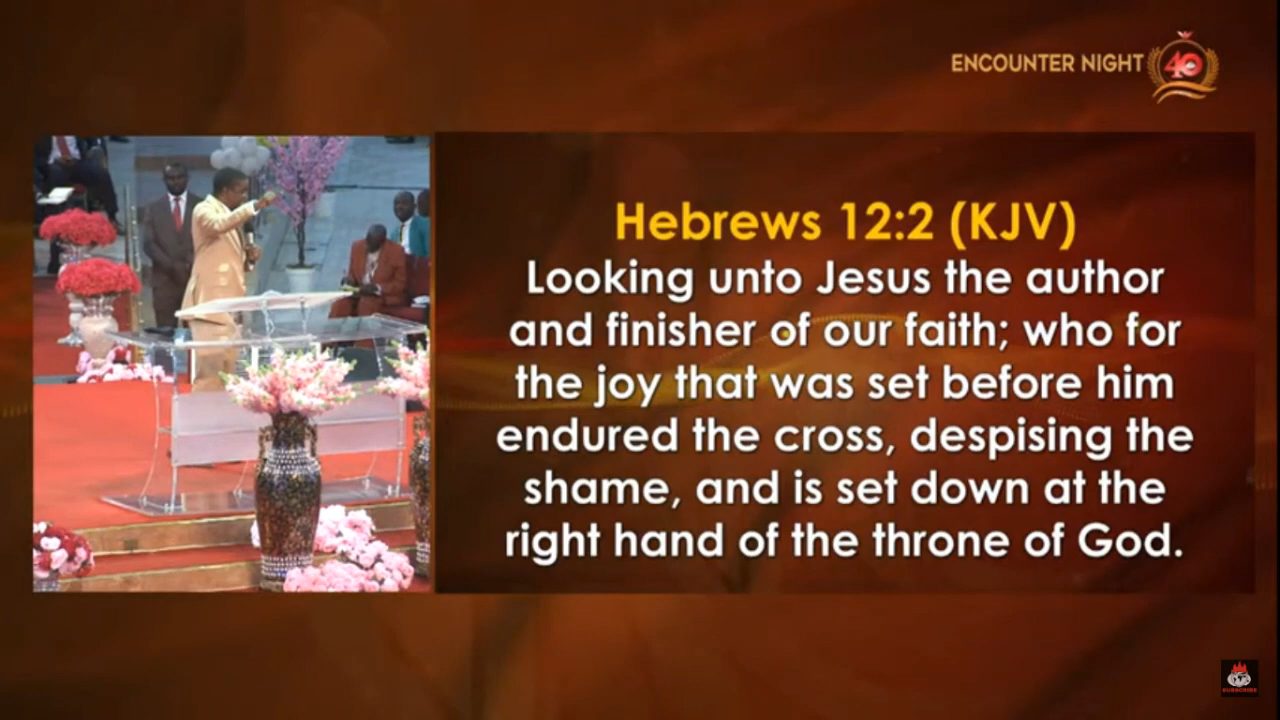 ENCOUNTER NIGHT 40
Hebrews 12:2 (KJV)
Looking unto Jesus the author
and finisher of our faith; who for
the joy that was set before him
endured the cross, despising the
shame, and is set down at the
right hand of the throne of God.
SUBSCRIBE